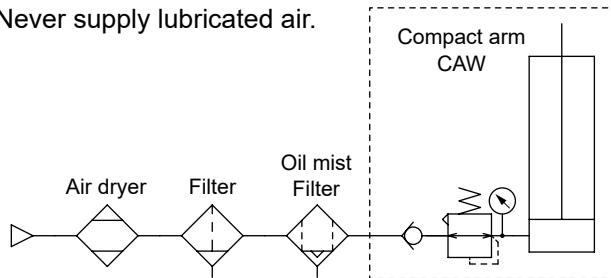 Never supply lubricated air.
Compact arm
CAW
Air dryer
Filter
Oil mist
Filter